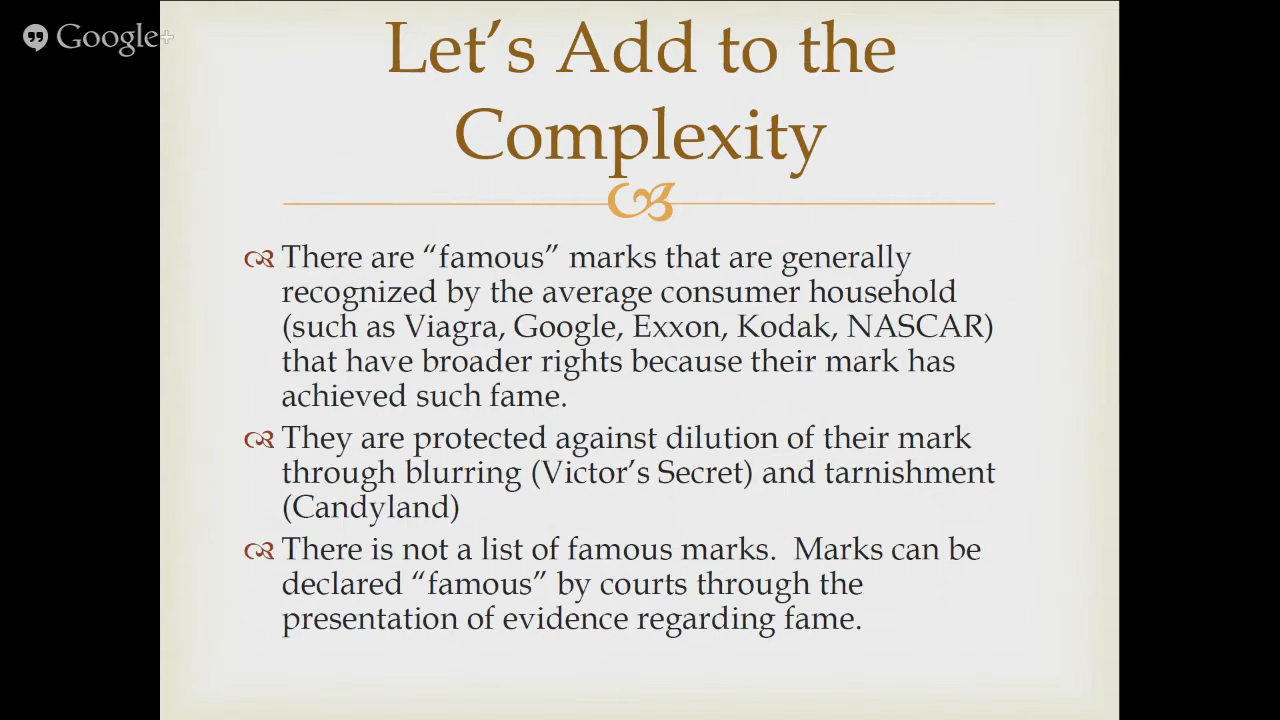 Google+
Let’s Add to the
Complexity
There are “famous” marks that are generally
recognized by the average consumer household
(such as Viagra, Google, Exxon, Kodak, NASCAR)
that have broader rights because their mark has
achieved such fame.
They are protected against dilution of their mark
through blurring (Victor’s Secret) and tarnishment
(Candyland)
There is not a list of famous marks.  Marks can be
declared “famous” by courts through the
presentation of evidence regarding fame.